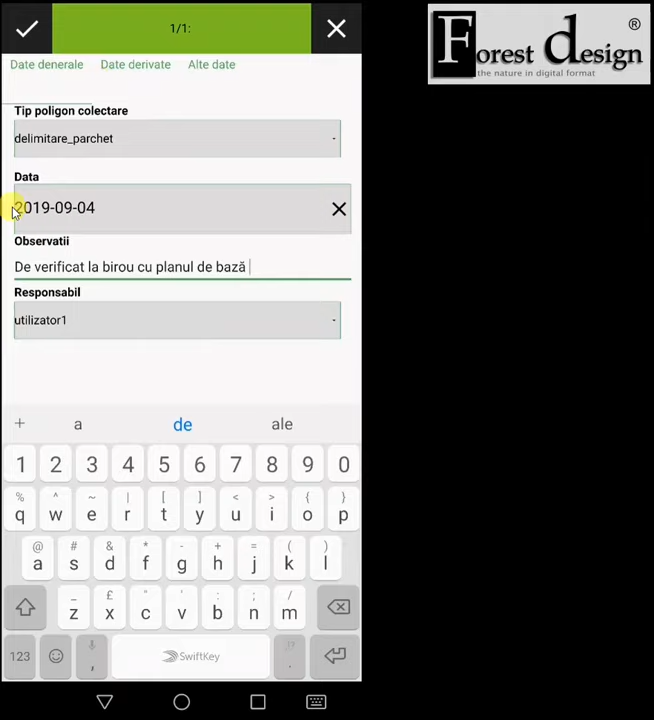 1/1:
Forest design ®
the nature in digital format
Date denerale Date derivate Alte date
Tip poligon colectare
delimitare_parchet
Data
2019-09-04
Observatii
De verificat la birou cu planul de bază
Responsabil
utilizator1
+ a de ale
1 2 3 4 5 6 7 8 9 0
% ^ ~ | [ ] < > { }
q w e r t y u i o p
@ # & * - + = ( )
a s d f g h j k l
_ £ " ' : ; /
z x c v b n m
123 , SwiftKey .